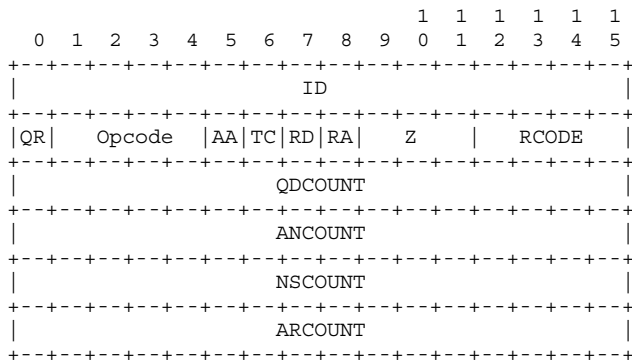 1  1  1  1  1  1
  0  1  2  3  4  5  6  7  8  9  0  1  2  3  4  5
+--+--+--+--+--+--+--+--+--+--+--+--+--+--+--+--+
|                      ID                       |
+--+--+--+--+--+--+--+--+--+--+--+--+--+--+--+--+
|QR|   Opcode  |AA|TC|RD|RA|   Z    |   RCODE   |
+--+--+--+--+--+--+--+--+--+--+--+--+--+--+--+--+
|                    QDCOUNT                    |
+--+--+--+--+--+--+--+--+--+--+--+--+--+--+--+--+
|                    ANCOUNT                    |
+--+--+--+--+--+--+--+--+--+--+--+--+--+--+--+--+
|                    NSCOUNT                    |
+--+--+--+--+--+--+--+--+--+--+--+--+--+--+--+--+
|                    ARCOUNT                    |
+--+--+--+--+--+--+--+--+--+--+--+--+--+--+--+--+